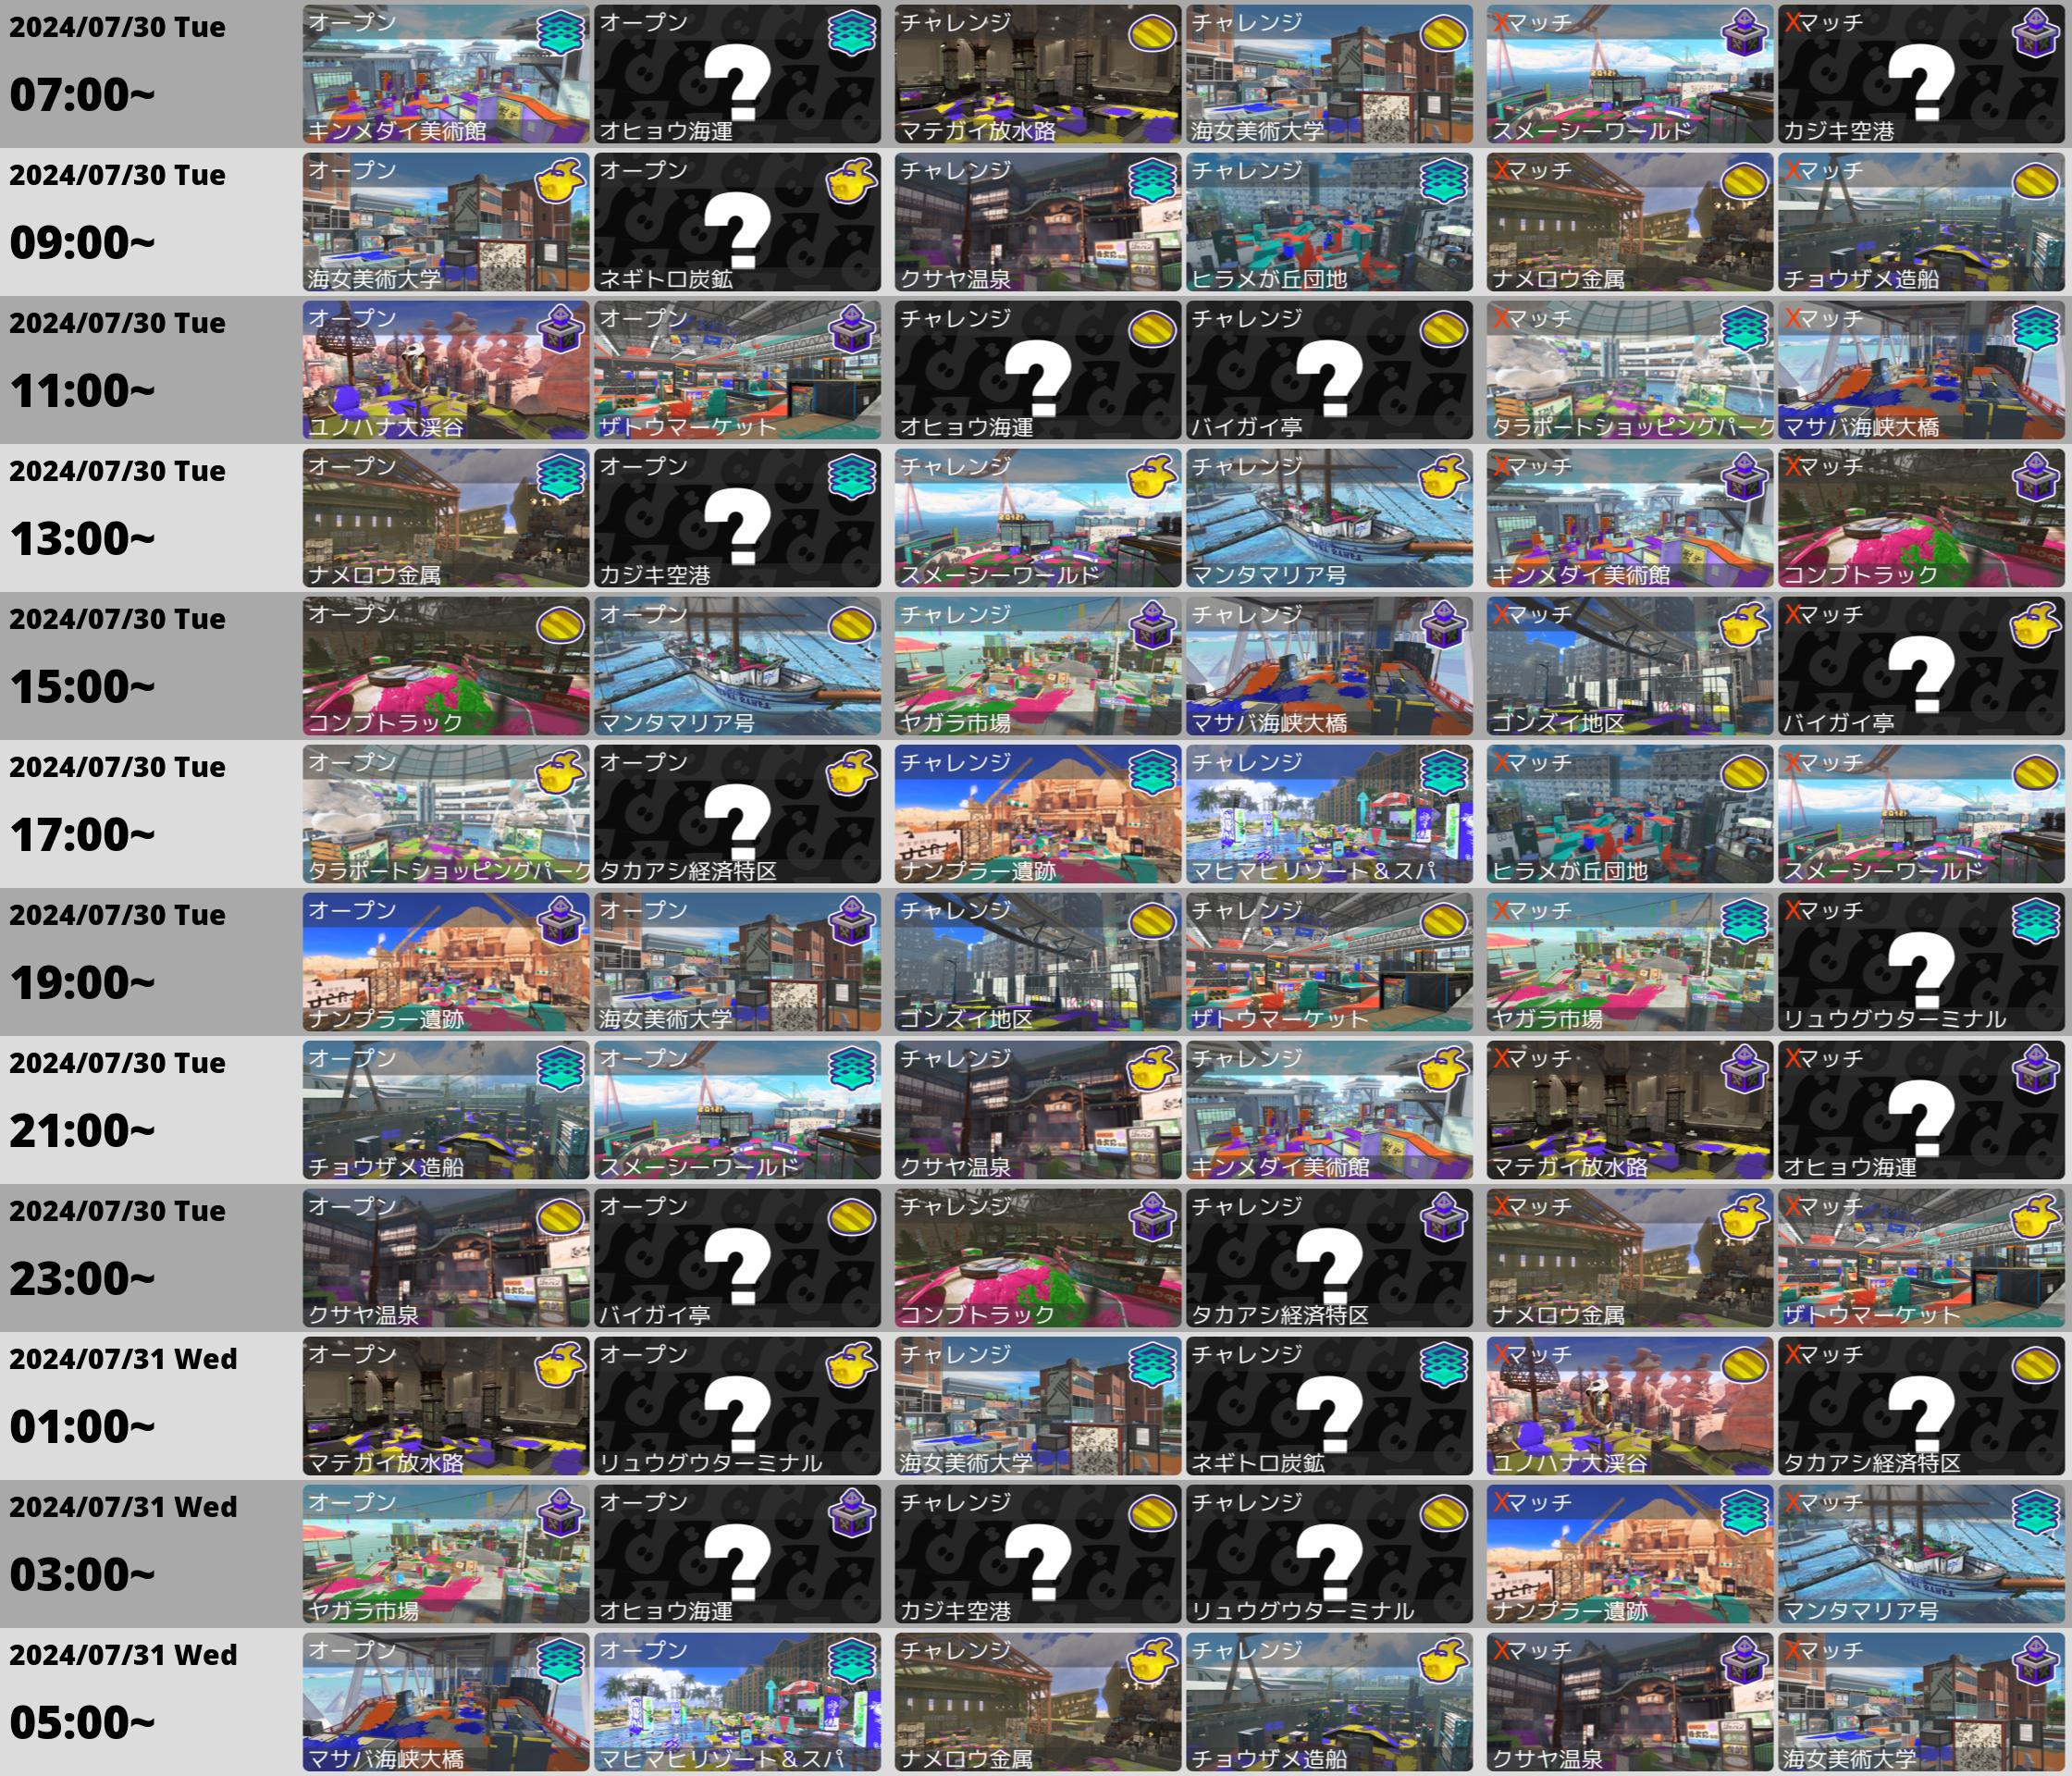 2024/07/30 Tue
07:00~
オープン
キンメダイ美術館
オープン
オヒョウ海運
チャレンジ
マテガイ放水路
チャレンジ
海女美術大学
Xマッチ
スメーシーワールド
Xマッチ
カジキ空港
2024/07/30 Tue
09:00~
オープン
海女美術大学
オープン
ネギトロ炭鉱
チャレンジ
クサヤ温泉
チャレンジ
ヒラメが丘団地
Xマッチ
ナメロウ金属
Xマッチ
チョウザメ造船
2024/07/30 Tue
11:00~
オープン
ユノハナ大渓谷
オープン
ザトウマーケット
チャレンジ
オヒョウ海運
チャレンジ
バイガイ亭
Xマッチ
タラポートショッピングパーク
Xマッチ
マサバ海峡大橋
2024/07/30 Tue
13:00~
オープン
ナメロウ金属
オープン
カジキ空港
チャレンジ
スメーシーワールド
チャレンジ
マンタマリア号
Xマッチ
キンメダイ美術館
Xマッチ
コンブトラック
2024/07/30 Tue
15:00~
オープン
コンブトラック
オープン
マンタマリア号
チャレンジ
ヤガラ市場
チャレンジ
マサバ海峡大橋
Xマッチ
ゴンズイ地区
Xマッチ
バイガイ亭
2024/07/30 Tue
17:00~
オープン
タラポートショッピングパーク
オープン
タカアシ経済特区
チャレンジ
ナンプラー遺跡
チャレンジ
マヒマヒリゾート＆スパ
Xマッチ
ヒラメが丘団地
Xマッチ
スメーシーワールド
2024/07/30 Tue
19:00~
オープン
ナンプラー遺跡
オープン
海女美術大学
チャレンジ
ゴンズイ地区
チャレンジ
ザトウマーケット
Xマッチ
ヤガラ市場
Xマッチ
リュウグウターミナル
2024/07/30 Tue
21:00~
オープン
チョウザメ造船
オープン
スメーシーワールド
チャレンジ
クサヤ温泉
チャレンジ
キンメダイ美術館
Xマッチ
マテガイ放水路
Xマッチ
オヒョウ海運
2024/07/30 Tue
23:00~
オープン
クサヤ温泉
オープン
バイガイ亭
チャレンジ
コンブトラック
チャレンジ
タカアシ経済特区
Xマッチ
ナメロウ金属
Xマッチ
ザトウマーケット
2024/07/31 Wed
01:00~
オープン
マテガイ放水路
オープン
リュウグウターミナル
チャレンジ
海女美術大学
チャレンジ
ネギトロ炭鉱
Xマッチ
ユノハナ大渓谷
Xマッチ
タカアシ経済特区
2024/07/31 Wed
03:00~
オープン
ヤガラ市場
オープン
オヒョウ海運
チャレンジ
カジキ空港
チャレンジ
リュウグウターミナル
Xマッチ
ナンプラー遺跡
Xマッチ
マンタマリア号
2024/07/31 Wed
05:00~
オープン
マサバ海峡大橋
オープン
マヒマヒリゾート＆スパ
チャレンジ
ナメロウ金属
チャレンジ
チョウザメ造船
Xマッチ
クサヤ温泉
Xマッチ
海女美術大学